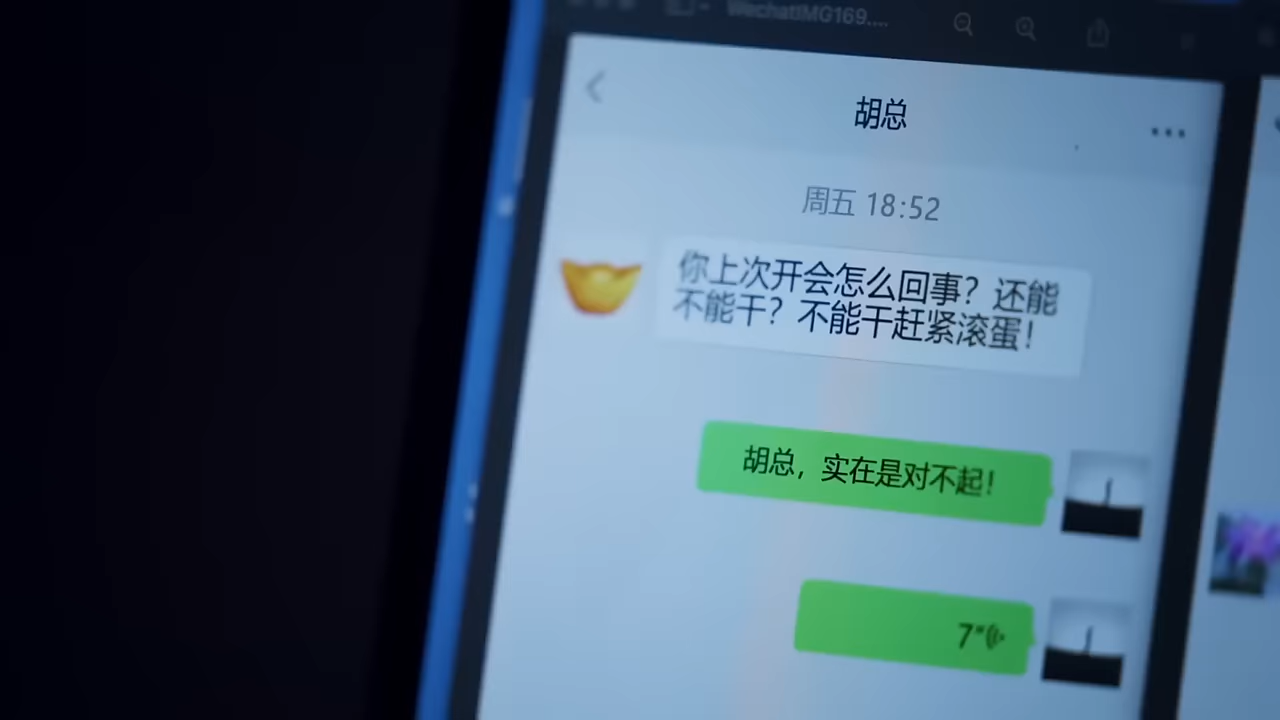 WechatIMG169....
胡总
周五 18:52
你上次开会怎么回事？还能
不能干？不能干赶紧滚蛋！
胡总，实在是对不起！
7"